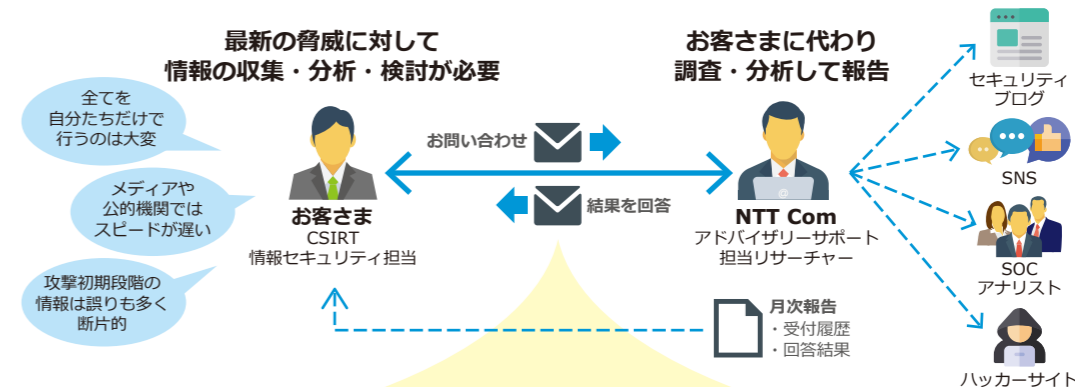 最新の脅威に対して
情報の収集・分析・検討が必要
お客さまに代わり
調査・分析して報告
全てを
自分たちだけで
行うのは大変
メディアや
公的機関では
スピードが遅い
攻撃初期段階の
情報は誤りも多く
断片的
お客さま
CSIRT
情報セキュリティ担当
お問い合わせ
結果を回答
NTT Com
アドバイザリーサポート
担当リサーチャー
月次報告
・受付履歴
・回答結果
セキュリティ
ブログ
SNS
SOC
アナリスト
ハッカーサイト